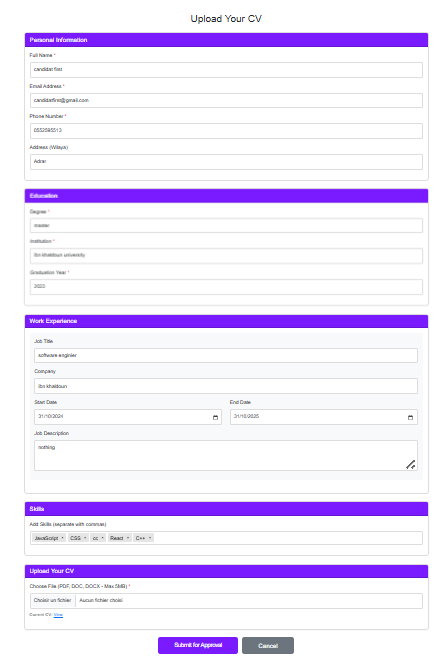 Upload Your CV
Personal Information
Full Name *
candidat first
Email Address *
candidatfirst@gmail.com
Phone Number *
0552595513
Address (Wilaya)
Adrar
Education
Degree *
master
Institution *
ibn khaldoun university
Graduation Year *
2023
Work Experience
Job Title
software enginier
Company
ibn khaldoun
Start Date End Date
31/10/2024 31/10/2025
Job Description
nothing
Skills
Add Skills (separate with commas)
JavaScript × CSS × cc × React × C++ ×
Upload Your CV
Choose File (PDF, DOC, DOCX - Max 5MB) *
Choisir un fichier Aucun fichier choisi
Current CV: View
Submit for Approval Cancel